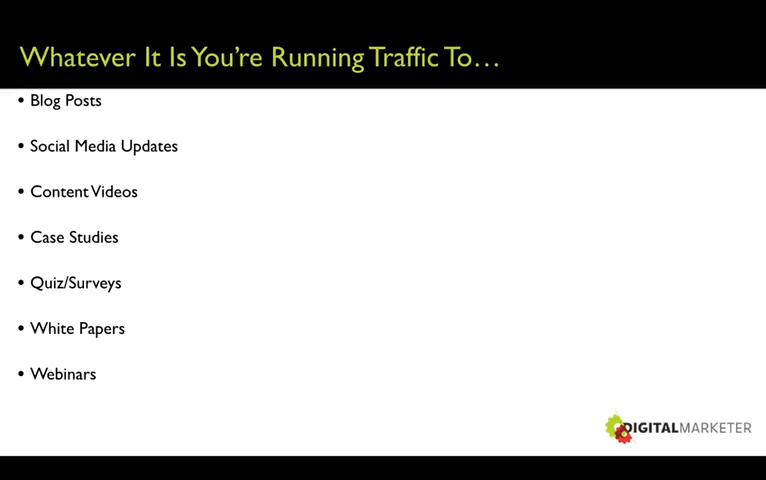 Whatever It Is You’re Running Traffic To…
• Blog Posts
• Social Media Updates
• Content Videos
• Case Studies
• Quiz/Surveys
• White Papers
• Webinars
DIGITALMARKETER